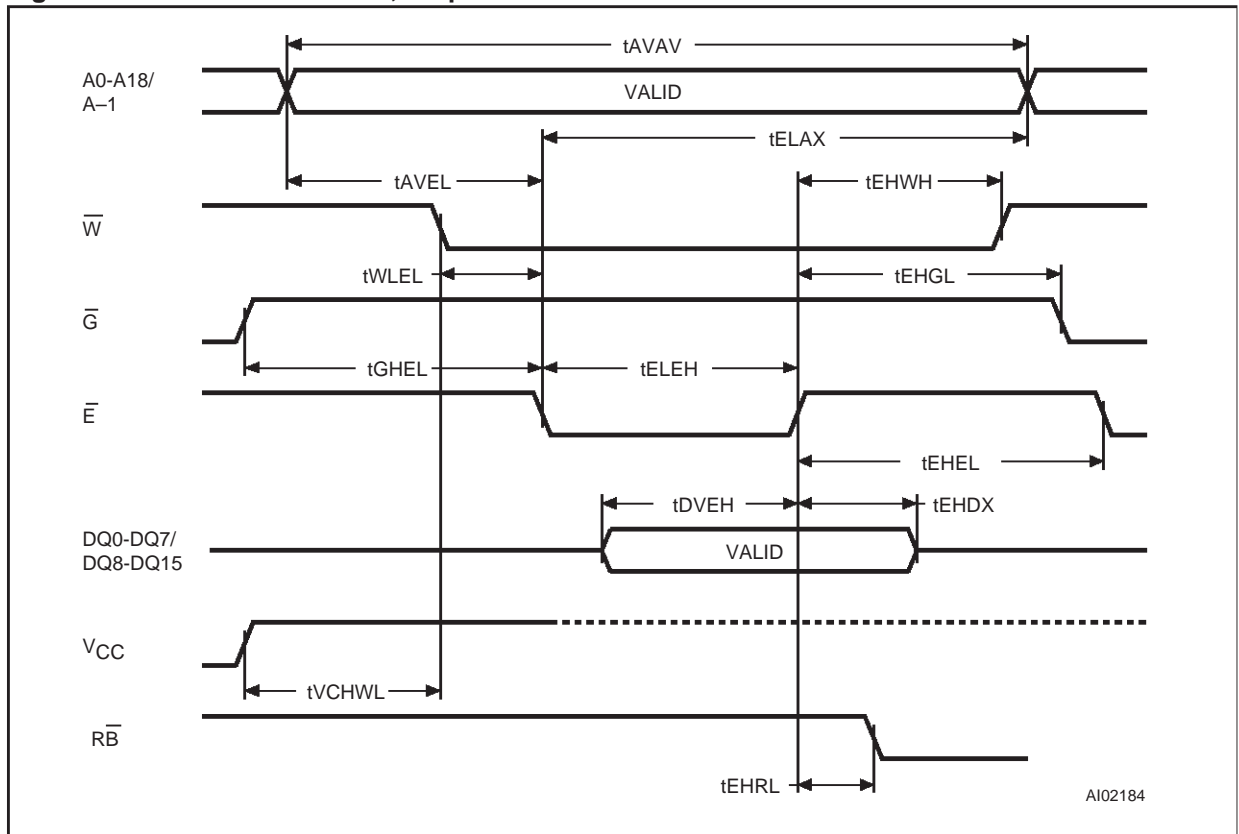 tAVAV
A0-A18/
A–1
VALID
tELAX
tAVEL
tEHWH
W̅
tWLEL
tEHGL
G̅
tGHEL
tELEH
E̅
tEHEL
tDVEH
tEHDX
DQ0-DQ7/
DQ8-DQ15
VALID
VCC
tVCHWL
RB̅
tEHRL
AI02184